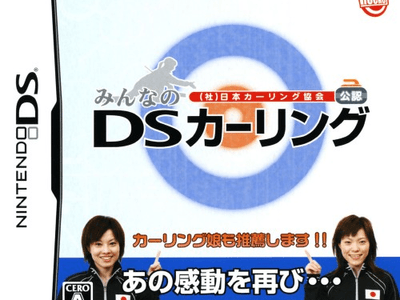 NINTENDO DS
みんなの
(社)日本カーリング協会
公認
DSカーリング
カーリング娘も推薦します!!
あの感動を再び・・・
CERO
A